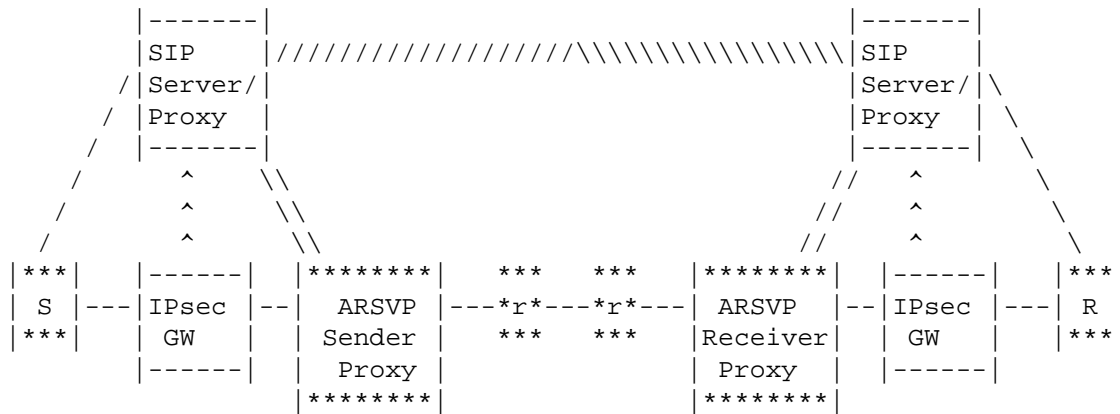 |-------|                                     |-------|
             |SIP    |///////////////////\\\\\\\\\\\\\\\\\|SIP    |
            /|Server/|                                     |Server/|\
           / |Proxy  |                                     |Proxy  | \
          /  |-------|                                     |-------|  \
         /      ^     \\                                  //   ^       \
        /       ^      \\                                //    ^        \
       /        ^       \\                              //     ^         \
     |***|   |------|  |********|   ***   ***   |********|  |------|   |***
     | S |---|IPsec |--|  ARSVP |---*r*---*r*---|  ARSVP |--|IPsec |---| R
     |***|   |  GW  |  | Sender |   ***   ***   |Receiver|  |  GW  |   |***
             |------|  |  Proxy |               |  Proxy |  |------|
                       |********|               |********|